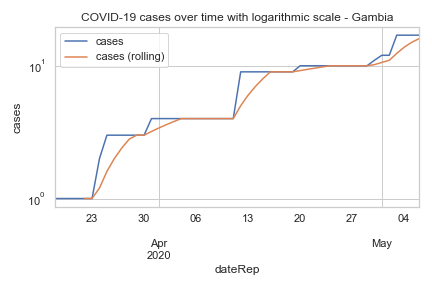 COVID-19 cases over time with logarithmic scale - Gambia
cases
cases (rolling)
10¹
10⁰
cases
23
30
06
13
20
27
04
Apr
2020
May
dateRep